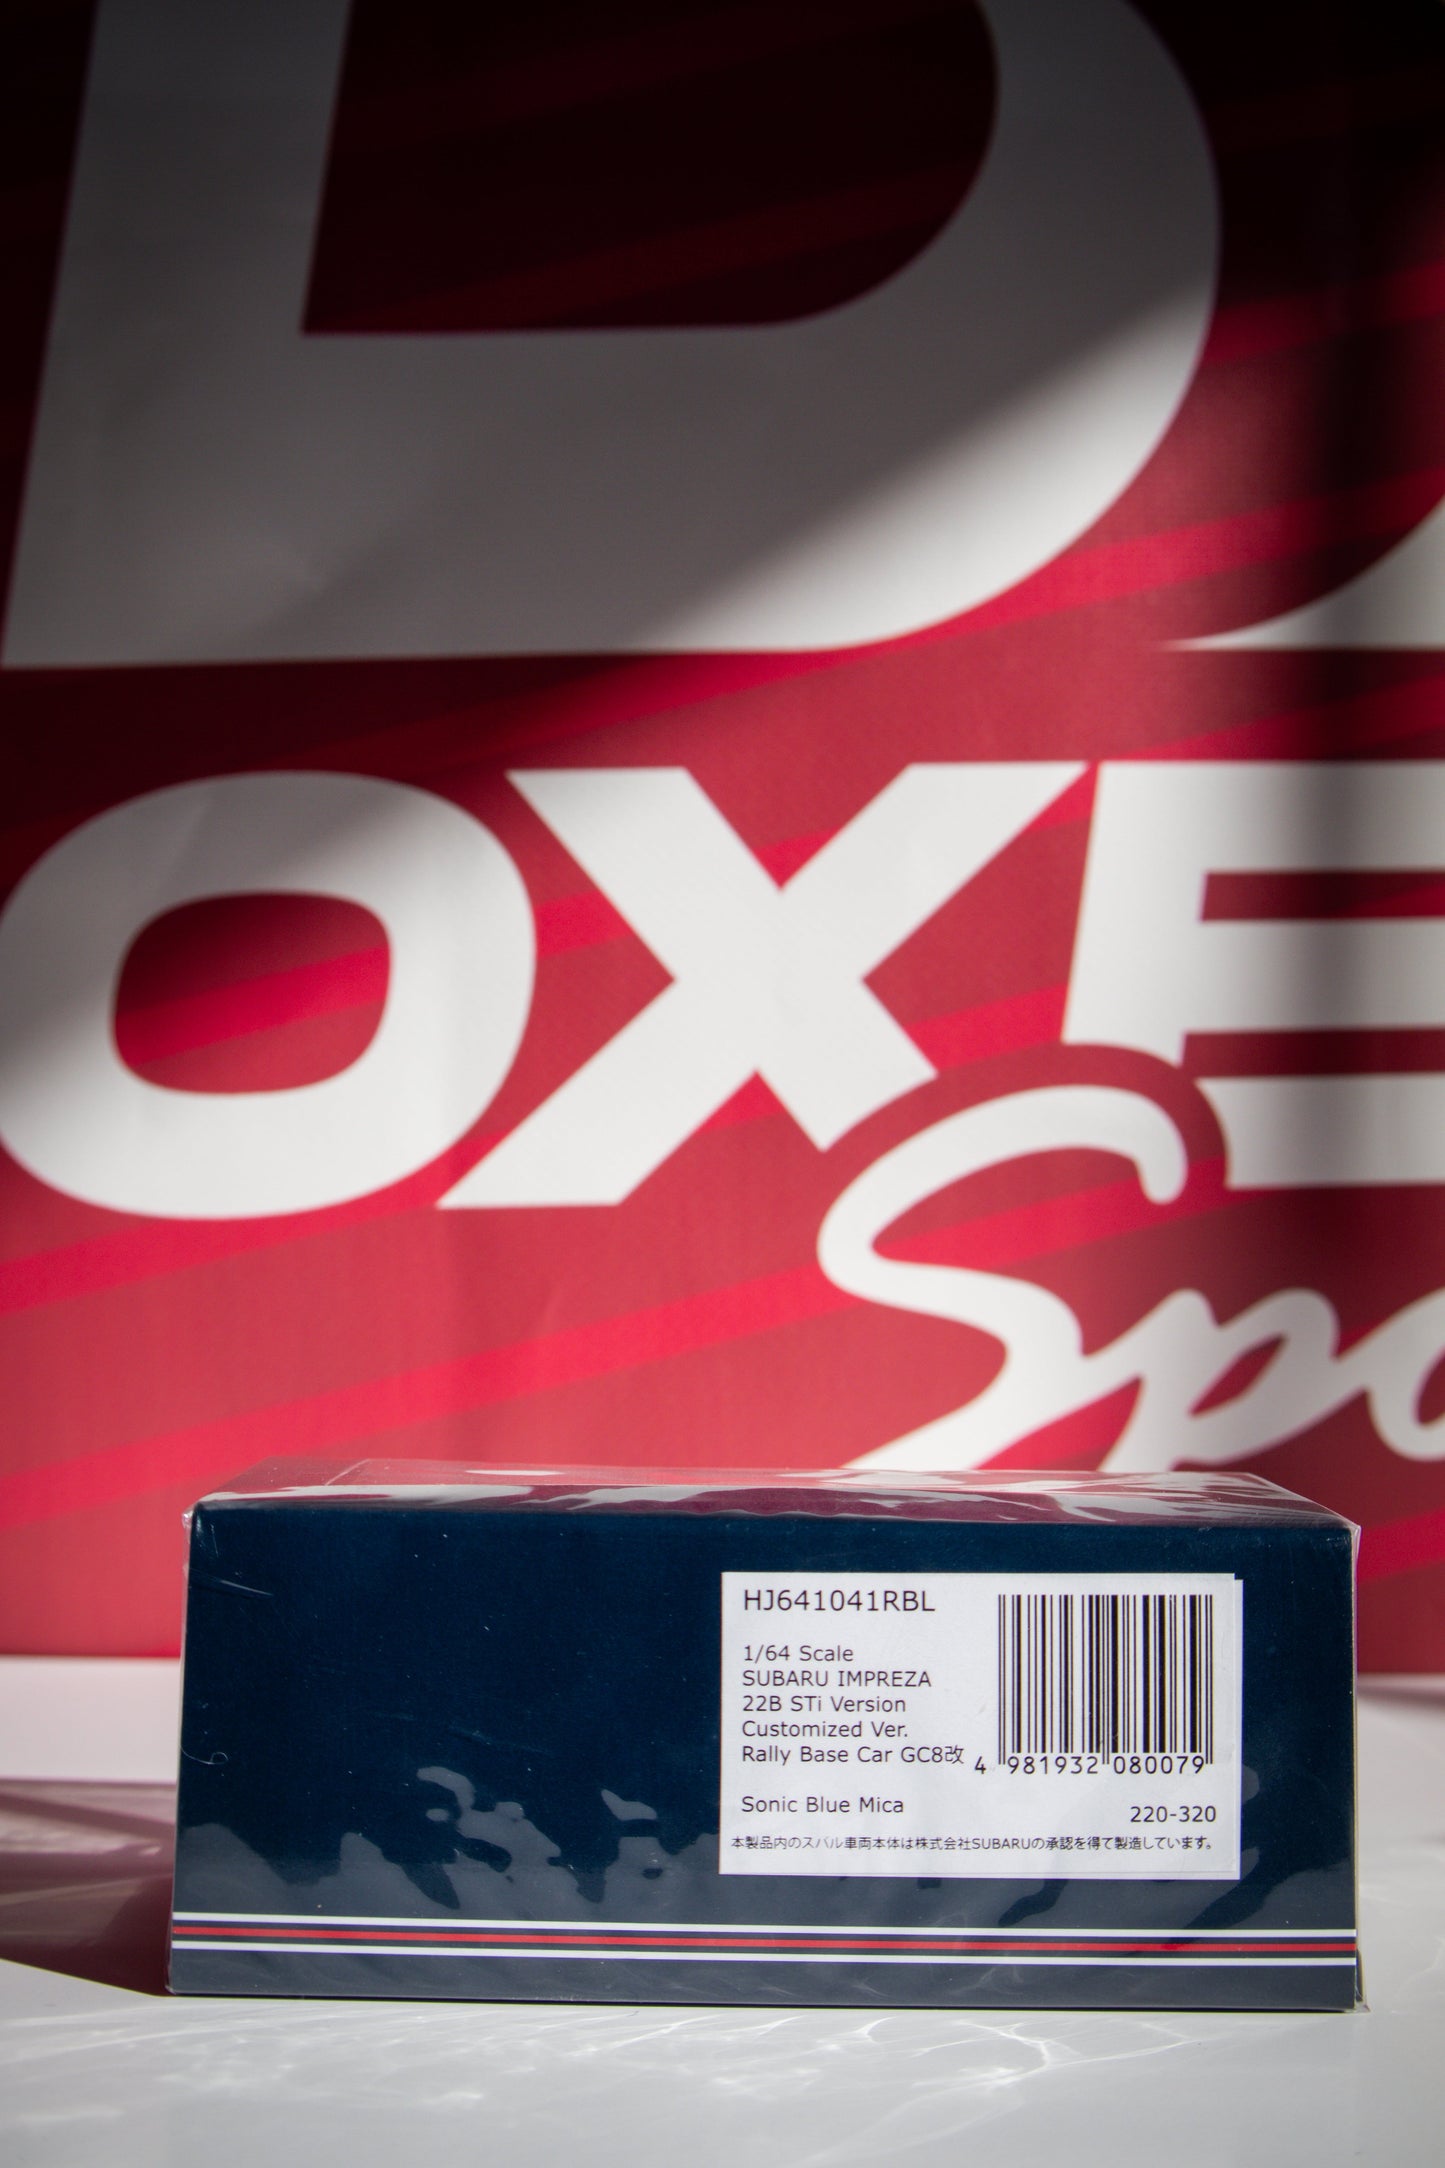 OXE
Spo
HJ641041RBL
1/64 Scale
SUBARU IMPREZA
22B STi Version
Customized Ver.
Rally Base Car GC8改
4 981932 080079
Sonic Blue Mica
220-320
本製品内のスバル車両本体は株式会社SUBARUの承認を得て製造しています。